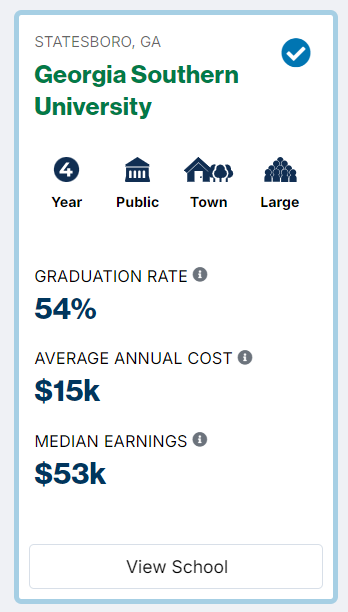 STATESBORO, GA
Georgia Southern
University
4
Year Public Town Large
GRADUATION RATE i
54%
AVERAGE ANNUAL COST i
$15k
MEDIAN EARNINGS i
$53k
View School